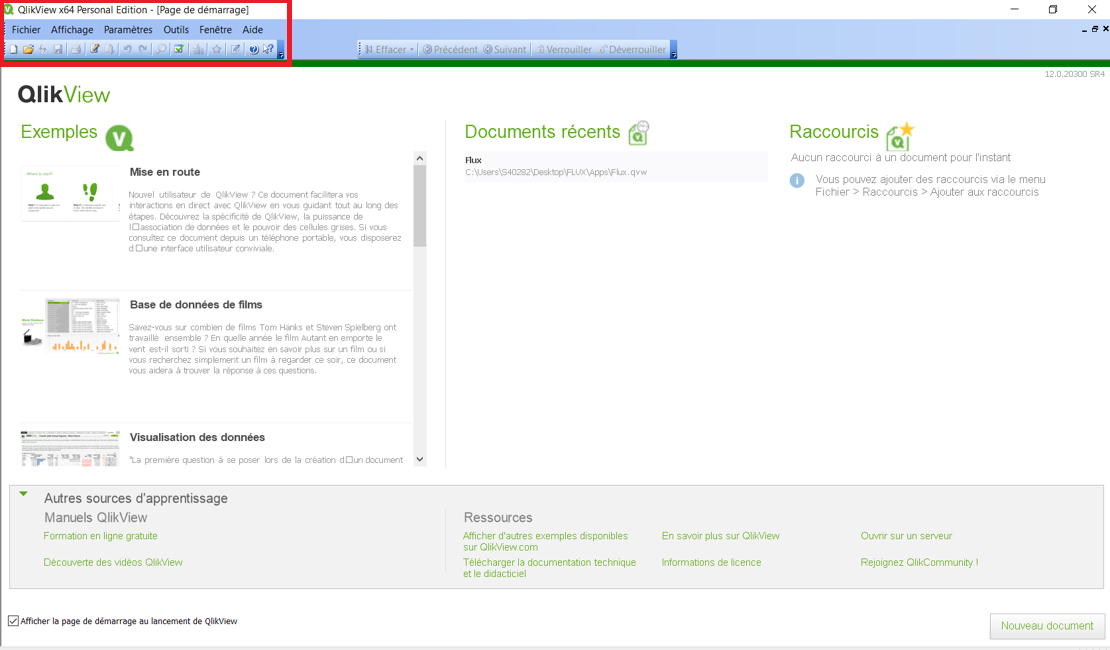 QlikView x64 Personal Edition - [Page de démarrage]
Fichier Affichage Paramètres Outils Fenêtre Aide
Effacer Précédent Suivant Verrouiller Déverrouiller
12.0.20300 SR4
QlikView
Exemples
Mise en route
Nouvel utilisateur de QlikView ? Ce document facilitera vos
interactions en direct avec QlikView en vous guidant tout au long des
étapes. Découvrez la spécificité de QlikView, la puissance de
l□association de données et le pouvoir des cellules grises. Si vous
consultez ce document depuis un téléphone portable, vous disposerez
d□une interface utilisateur conviviale.
Base de données de films
Savez-vous sur combien de films Tom Hanks et Steven Spielberg ont
travaillé ensemble ? En quelle année le film Autant en emporte le
vent est-il sorti ? Si vous souhaitez en savoir plus sur un film ou si
vous recherchez simplement un film à regarder ce soir, ce document
vous aidera à trouver la réponse à ces questions.
Visualisation des données
"La première question à se poser lors de la création d□un document
Documents récents
Flux
C:\Users\S40282\Desktop\FLUX\Apps\Flux.qvw
Raccourcis
Aucun raccourci à un document pour l'instant
Vous pouvez ajouter des raccourcis via le menu
Fichier > Raccourcis > Ajouter aux raccourcis
Autres sources d'apprentissage
Manuels QlikView
Formation en ligne gratuite
Découverte des vidéos QlikView
Ressources
Afficher d'autres exemples disponibles
sur QlikView.com
Télécharger la documentation technique
et le didacticiel
En savoir plus sur QlikView
Informations de licence
Ouvrir sur un serveur
Rejoignez QlikCommunity !
Afficher la page de démarrage au lancement de QlikView
Nouveau document